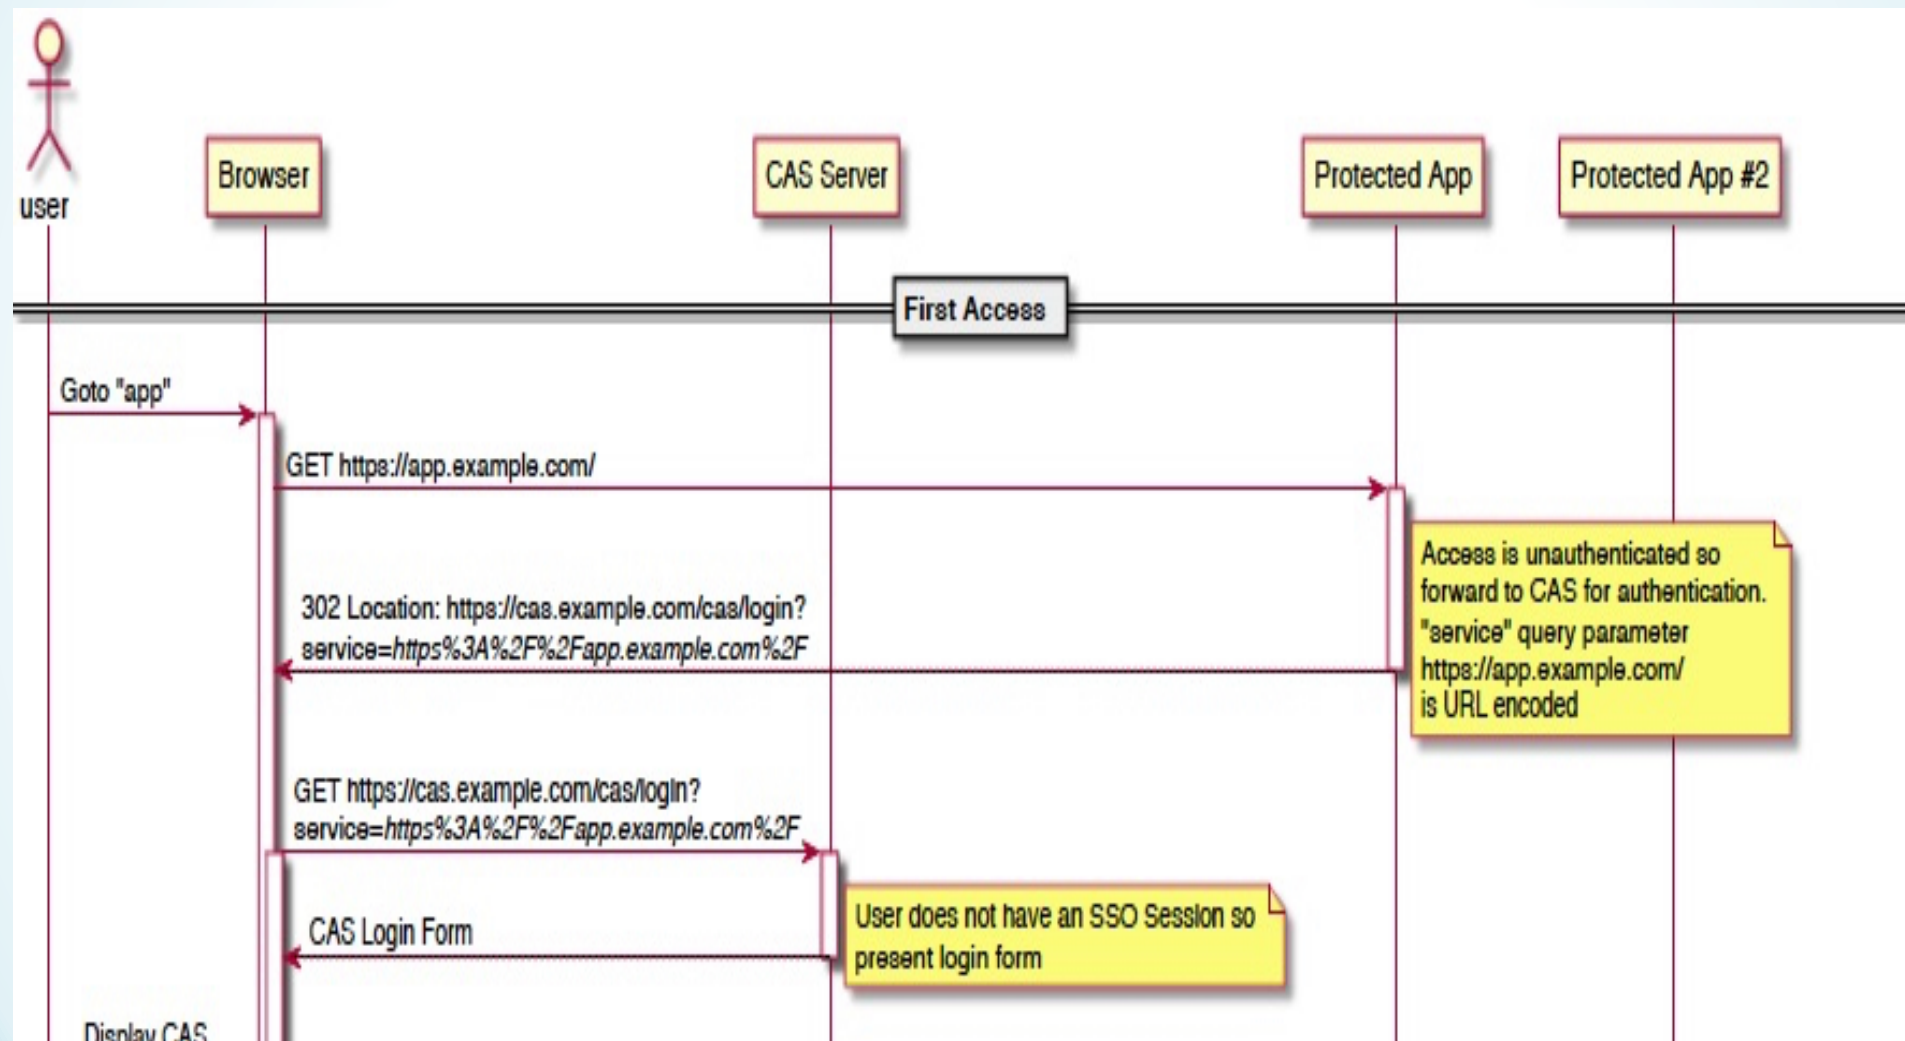 user
Browser
CAS Server
Protected App
Protected App #2
First Access
Goto "app"
GET https://app.example.com/
Access is unauthenticated so
forward to CAS for authentication.
"service" query parameter
https://app.example.com/
is URL encoded
302 Location: https://cas.example.com/cas/login?
service=https%3A%2F%2Fapp.example.com%2F
GET https://cas.example.com/cas/login?
service=https%3A%2F%2Fapp.example.com%2F
User does not have an SSO Session so
present login form
CAS Login Form
Display CAS